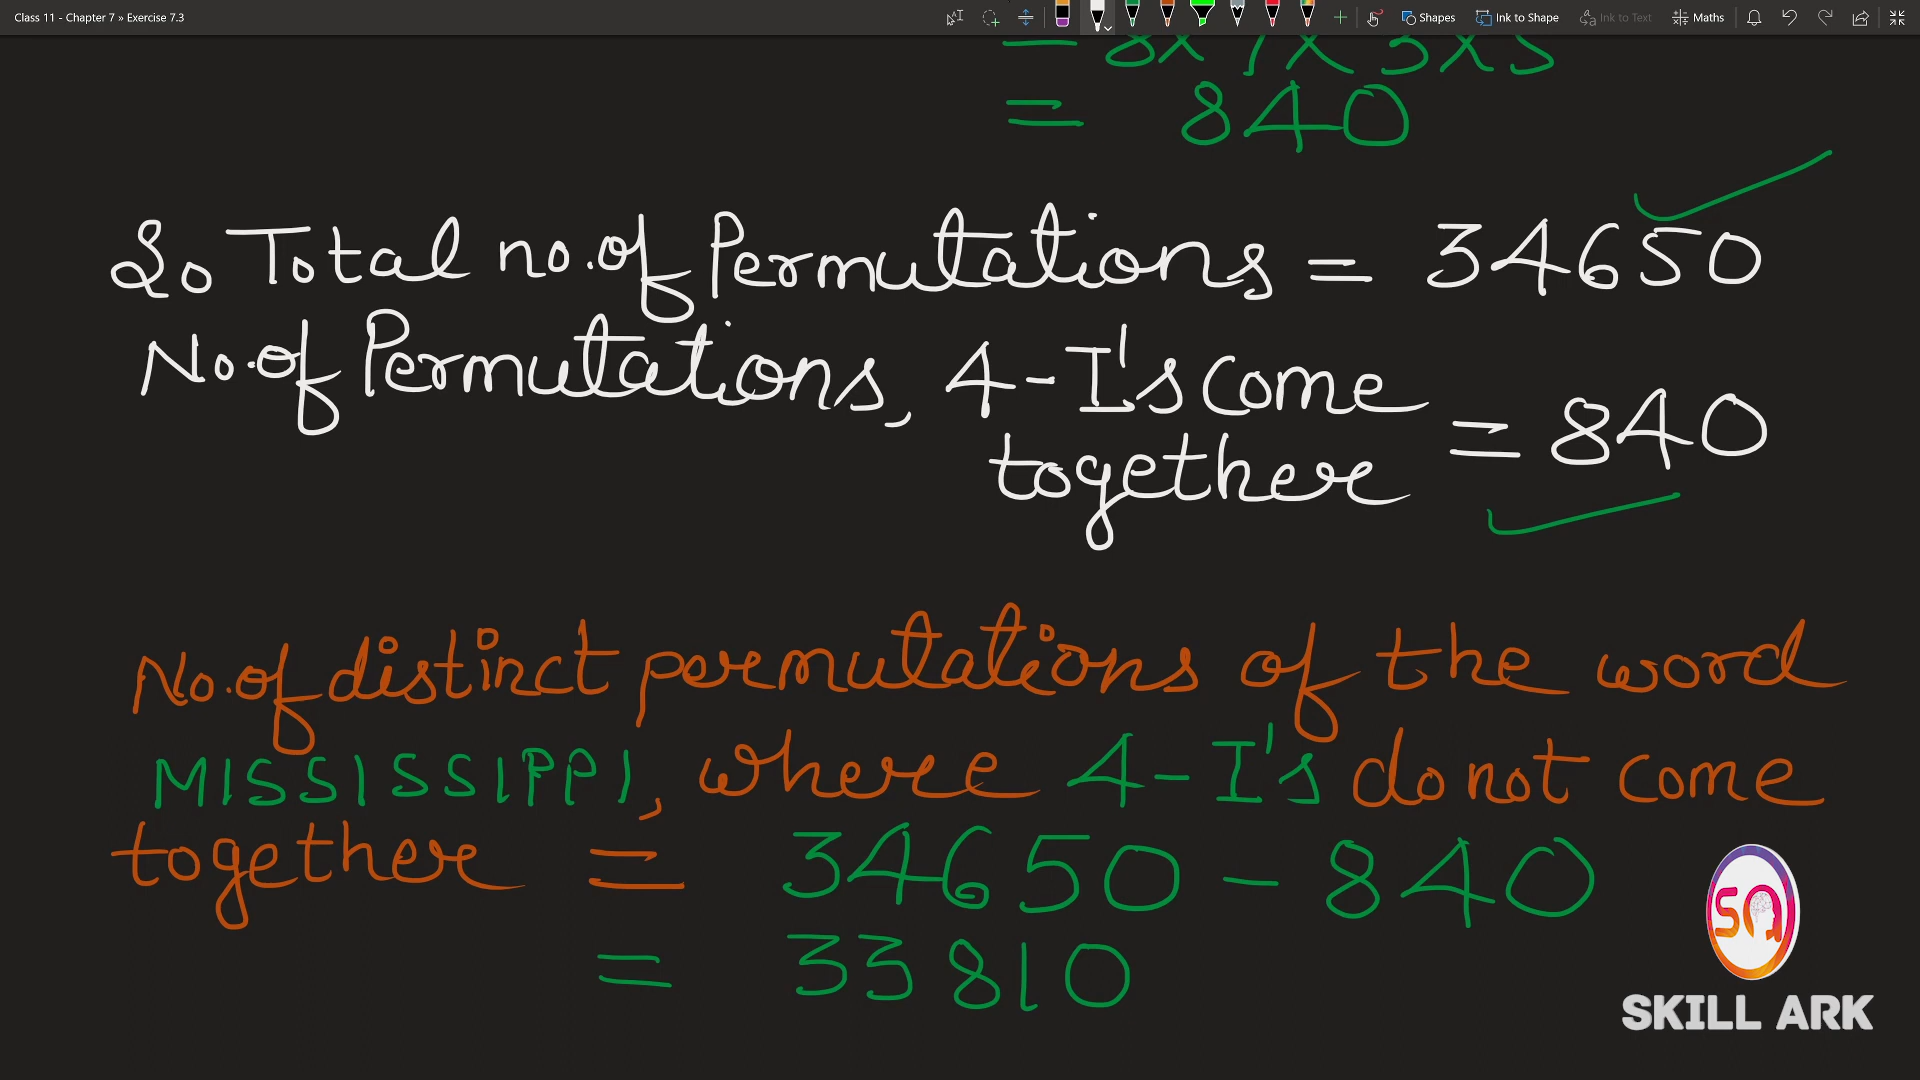 Class 11 - Chapter 7 » Exercise 7.3
Shapes Ink to Shape Ink to Text Maths
= 8x7x3x5
= 840
So Total no. of Permutations = 34650
No. of Permutations, 4-I's come
together = 840
No. of distinct permutations of the word
MISSISSIPPI, where 4-I's do not come
together = 34650 - 840
= 33810
SA
SKILL ARK